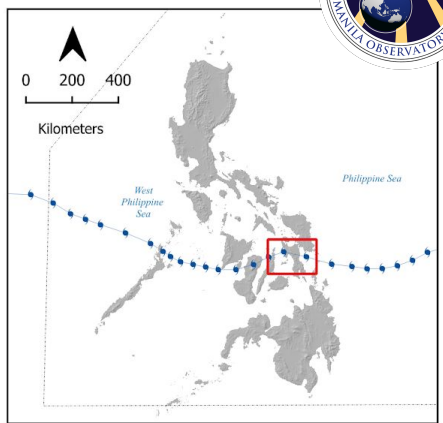 MANILA OBSERVATORY
0 200 400
Kilometers
West
Philippine
Sea
Philippine Sea